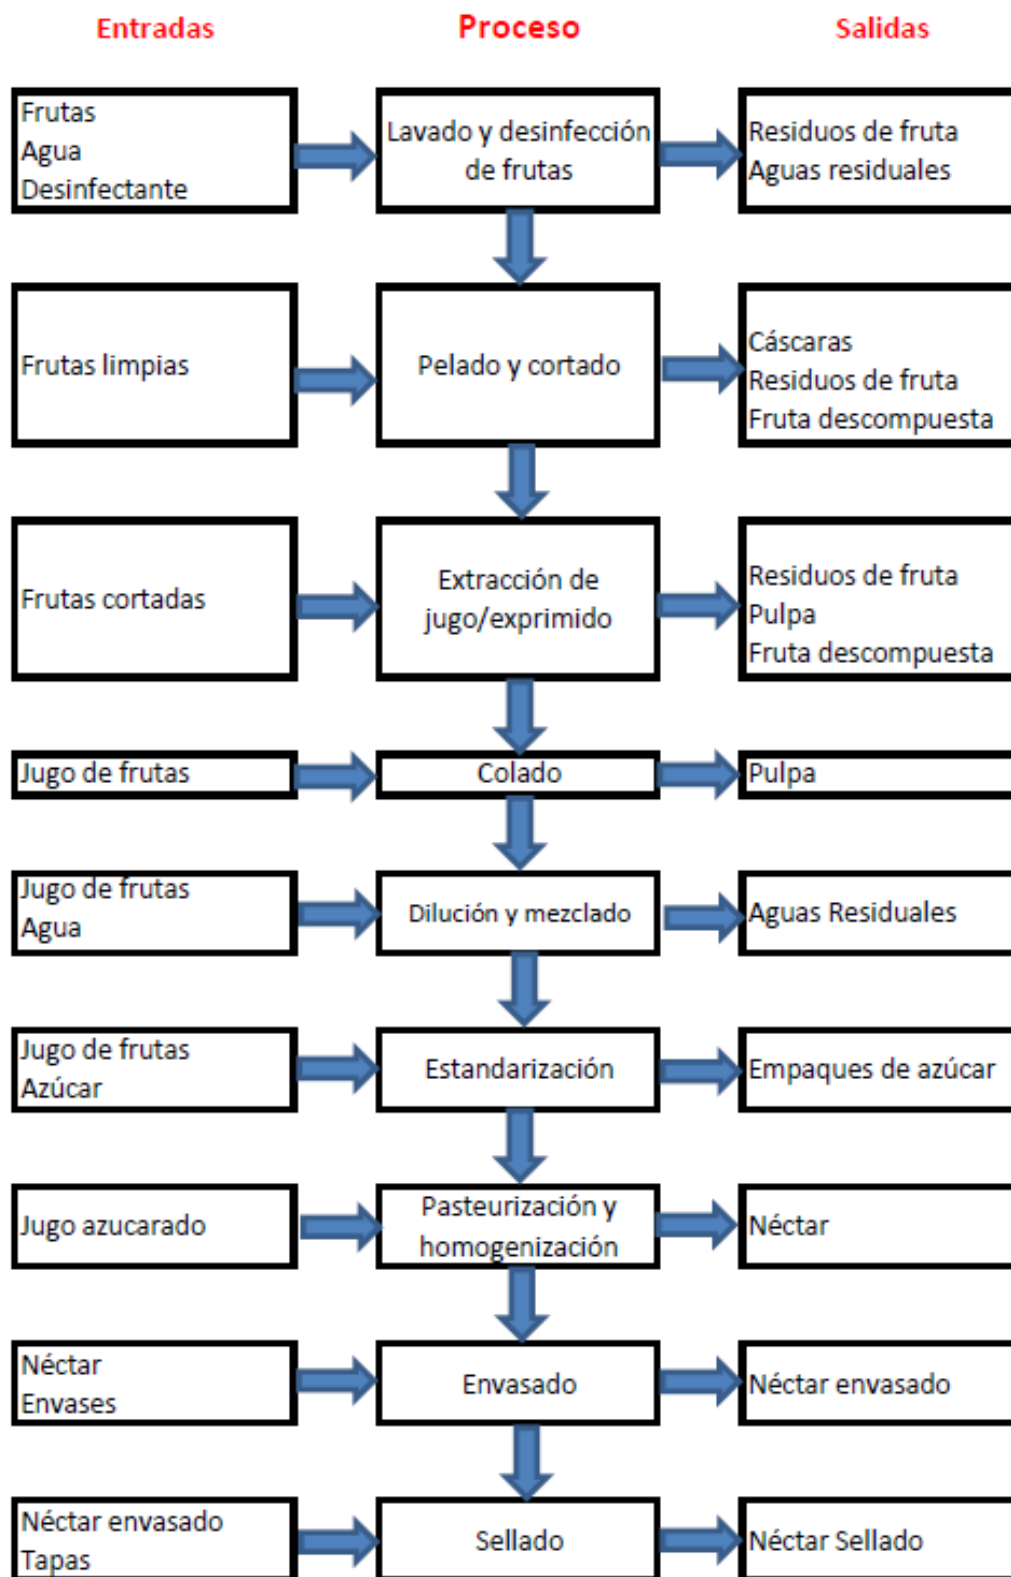 Entradas Proceso Salidas
Frutas
Agua
Desinfectante
Lavado y desinfección
de frutas
Residuos de fruta
Aguas residuales
Frutas limpias
Pelado y cortado
Cáscaras
Residuos de fruta
Fruta descompuesta
Frutas cortadas
Extracción de
jugo/exprimido
Residuos de fruta
Pulpa
Fruta descompuesta
Jugo de frutas
Colado
Pulpa
Jugo de frutas
Agua
Dilución y mezclado
Aguas Residuales
Jugo de frutas
Azúcar
Estandarización
Empaques de azúcar
Jugo azucarado
Pasteurización y
homogenización
Néctar
Néctar
Envases
Envasado
Néctar envasado
Néctar envasado
Tapas
Sellado
Néctar Sellado